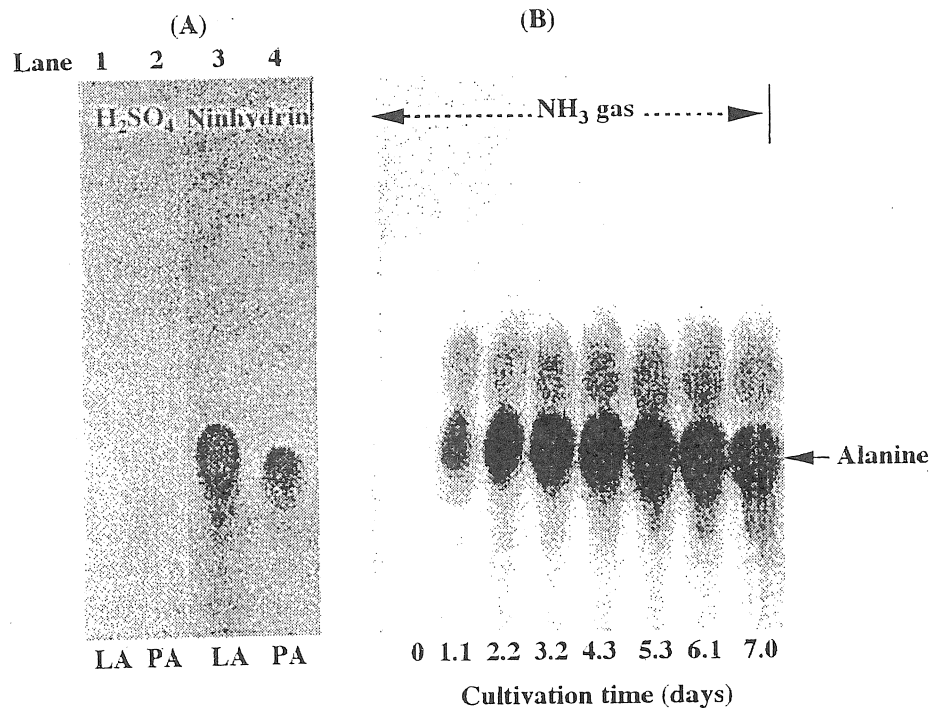 (A)
(B)
Lane 1 2 3 4
H₂SO₄ Ninhydrin
NH₃ gas
Alanine
LA PA LA PA
0 1.1 2.2 3.2 4.3 5.3 6.1 7.0
Cultivation time (days)